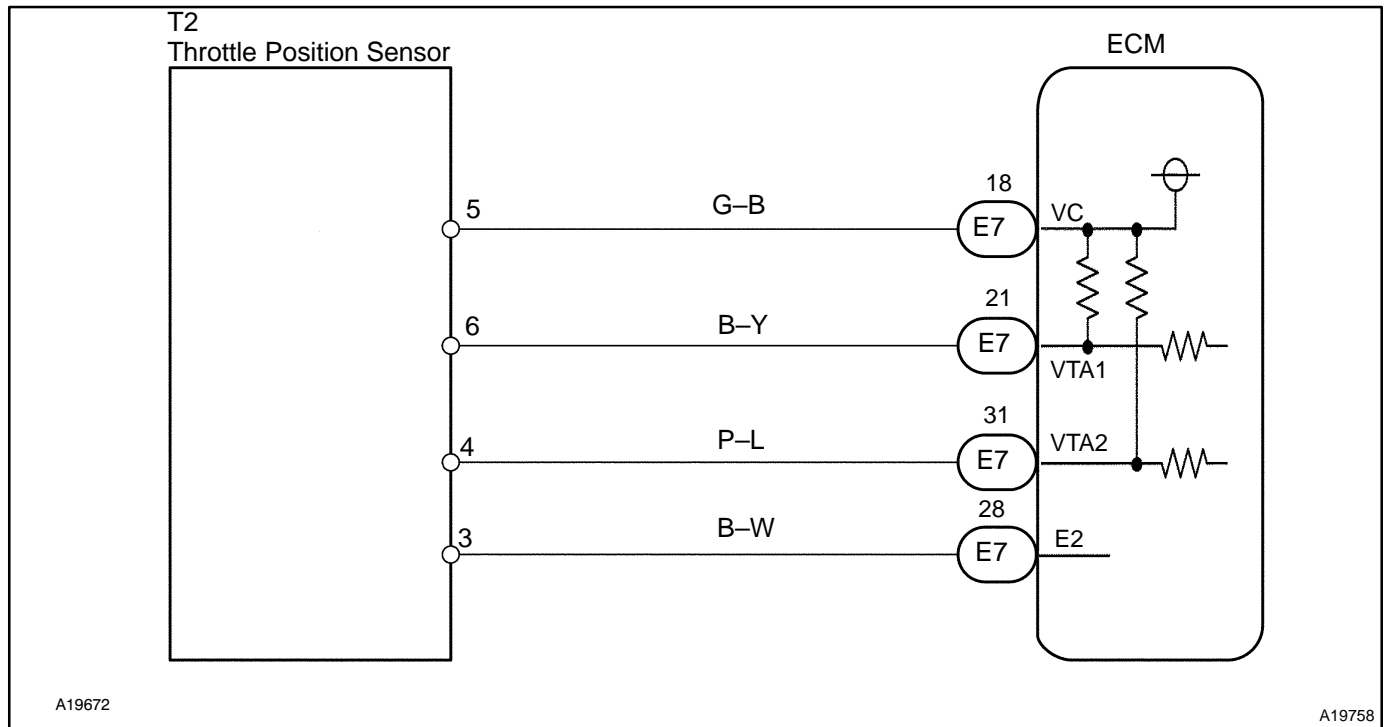 T2
Throttle Position Sensor
ECM
5
G–B
18
E7
VC
6
B–Y
21
E7
VTA1
4
P–L
31
E7
VTA2
3
B–W
28
E7
E2
A19672
A19758